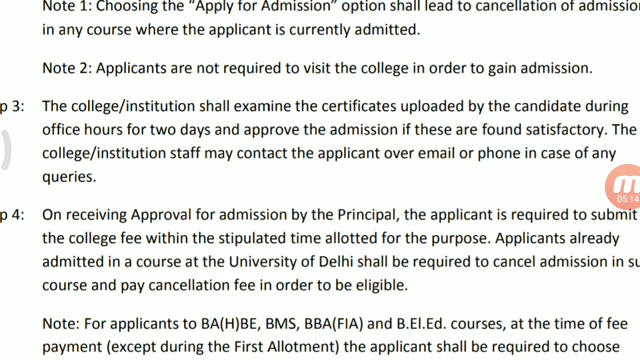 Note 1: Choosing the “Apply for Admission” option shall lead to cancellation of
in any course where the applicant is currently admitted.
Note 2: Applicants are not required to visit the college in order to gain admission.
p 3: The college/institution shall examine the certificates uploaded by the candidate during
office hours for two days and approve the admission if these are found satisfactory. The
college/institution staff may contact the applicant over email or phone in case of any
queries.
05:14
p 4: On receiving Approval for admission by the Principal, the applicant is required to submit
the college fee within the stipulated time allotted for the purpose. Applicants already
admitted in a course at the University of Delhi shall be required to cancel admission in
course and pay cancellation fee in order to be eligible.
Note: For applicants to BA(H)BE, BMS, BBA(FIA) and B.El.Ed. courses, at the time of fee
payment (except during the First Allotment) the applicant shall be required to choose